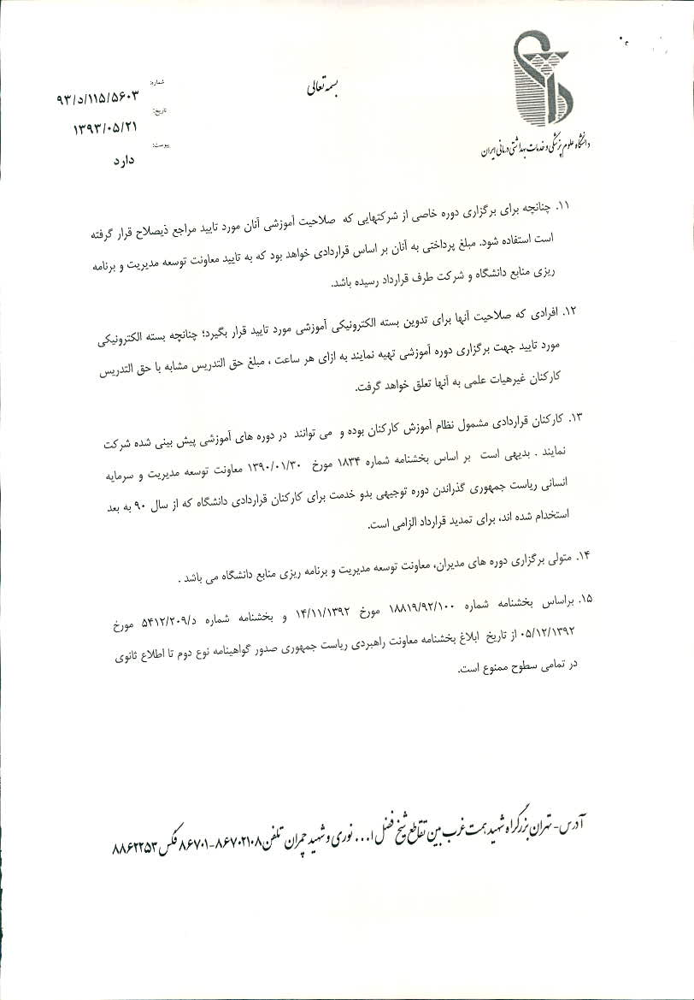 بسمه تعالی
شماره:
۹۳/د/۱۱۵/۵۶۰۳
تاریخ:
۱۳۹۳/۰۵/۲۱
پیوست:
دارد
دانشگاه علوم پزشکی و خدمات بهداشتی درمانی ایران
۱۱. چنانچه برای برگزاری دوره خاصی از شرکتهایی که صلاحیت آموزشی آنان مورد تایید مراجع ذیصلاح قرار گرفته
است استفاده شود. مبلغ پرداختی به آنان بر اساس قراردادی خواهد بود که به تایید معاونت توسعه مدیریت و برنامه
ریزی منابع دانشگاه و شرکت طرف قرارداد رسیده باشد.
۱۲. افرادی که صلاحیت آنها برای تدوین بسته الکترونیکی آموزشی مورد تایید قرار بگیرد؛ چنانچه بسته الکترونیکی
مورد تایید جهت برگزاری دوره آموزشی تهیه نمایند به ازای هر ساعت ، مبلغ حق التدریس مشابه با حق التدریس
کارکنان غیرهیات علمی به آنها تعلق خواهد گرفت.
۱۳. کارکنان قراردادی مشمول نظام آموزش کارکنان بوده و می توانند در دوره های آموزشی پیش بینی شده شرکت
نمایند . بدیهی است بر اساس بخشنامه شماره ۱۸۳۴ مورخ ۱۳۹۰/۰۱/۳۰ معاونت توسعه مدیریت و سرمایه
انسانی ریاست جمهوری گذراندن دوره توجیهی بدو خدمت برای کارکنان قراردادی دانشگاه که از سال ۹۰ به بعد
استخدام شده اند، برای تمدید قرارداد الزامی است.
۱۴. متولی برگزاری دوره های مدیران، معاونت توسعه مدیریت و برنامه ریزی منابع دانشگاه می باشد .
۱۵. براساس بخشنامه شماره ۱۸۸۱۹/۹۲/۱۰۰ مورخ ۱۴/۱۱/۱۳۹۲ و بخشنامه شماره د/۵۴۱۲/۲۰۹ مورخ
۰۵/۱۲/۱۳۹۲ از تاریخ ابلاغ بخشنامه معاونت راهبردی ریاست جمهوری صدور گواهینامه نوع دوم تا اطلاع ثانوی
در تمامی سطوح ممنوع است.
آدرس- تهران بزرگراه شهید همت غرب بین تقاطع شیخ فضل ا... نوری و شهید چمران تلفن ۸۶۷۰۲۱۰۸-۸۶۷۰۱ فکس ۸۸۶۲۲۵۳